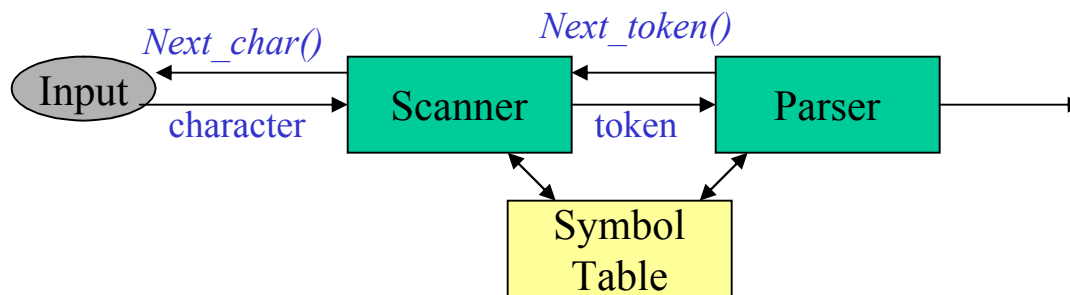 Next_char()
Next_token()
Input
Scanner
Parser
character
token
Symbol
Table